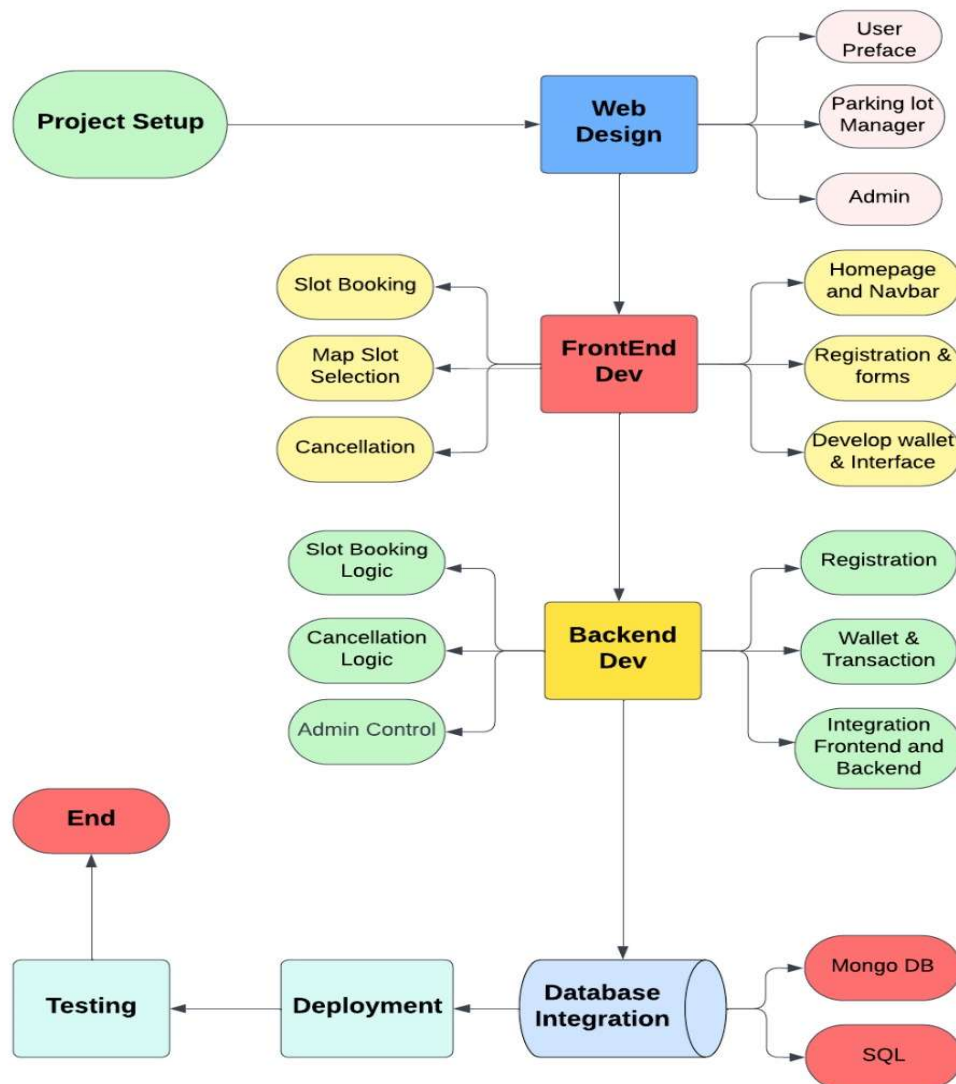 User
Preface
Project Setup
Web
Design
Parking lot
Manager
Admin
Slot Booking
Homepage
and Navbar
Map Slot
Selection
FrontEnd
Dev
Registration &
forms
Cancellation
Develop wallet
& Interface
Slot Booking
Logic
Registration
Cancellation
Logic
Backend
Dev
Wallet &
Transaction
Admin Control
Integration
Frontend and
Backend
End
Mongo DB
Testing
Deployment
Database
Integration
SQL